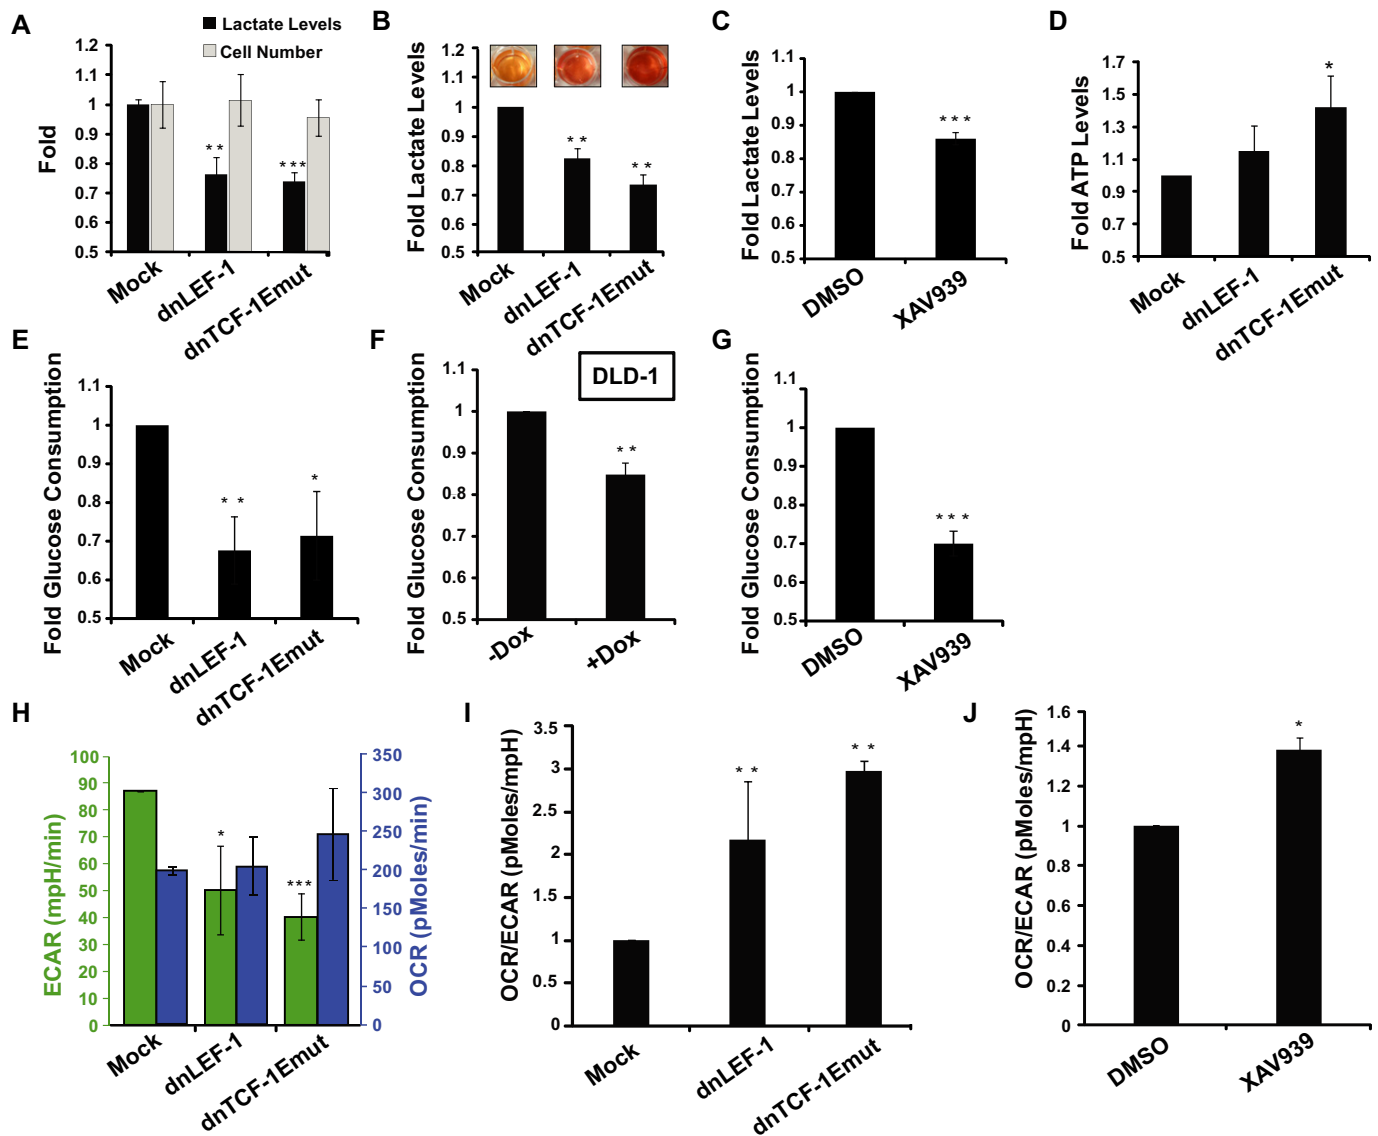 A
Lactate Levels
Cell Number
Fold
1.2
1.1
1
0.9
0.8
0.7
0.6
0.5
**
***
Mock
dnLEF-1
dnTCF-1Emut
B
Fold Lactate Levels
1.2
1.1
1
0.9
0.8
0.7
0.6
0.5
**
**
Mock
dnLEF-1
dnTCF-1Emut
C
Fold Lactate Levels
1.1
1
0.9
0.8
0.7
0.6
0.5
***
DMSO
XAV939
D
Fold ATP Levels
1.7
1.5
1.3
1.1
0.9
0.7
0.5
*
Mock
dnLEF-1
dnTCF-1Emut
E
Fold Glucose Consumption
1.1
1
0.9
0.8
0.7
0.6
0.5
**
*
Mock
dnLEF-1
dnTCF-1Emut
F
DLD-1
Fold Glucose Consumption
1.1
1
0.9
0.8
0.7
0.6
0.5
**
-Dox
+Dox
G
Fold Glucose Consumption
1.1
1
0.9
0.8
0.7
0.6
0.5
***
DMSO
XAV939
H
ECAR (mpH/min)
100
90
80
70
60
50
40
30
20
10
0
*
***
350
300
250
200
150
100
50
0
OCR (pMoles/min)
Mock
dnLEF-1
dnTCF-1Emut
I
OCR/ECAR (pMoles/mpH)
3.5
3
2.5
2
1.5
1
0.5
0
**
**
Mock
dnLEF-1
dnTCF-1Emut
J
OCR/ECAR (pMoles/mpH)
1.6
1.4
1.2
1
0.8
0.6
0.4
0.2
0
*
DMSO
XAV939